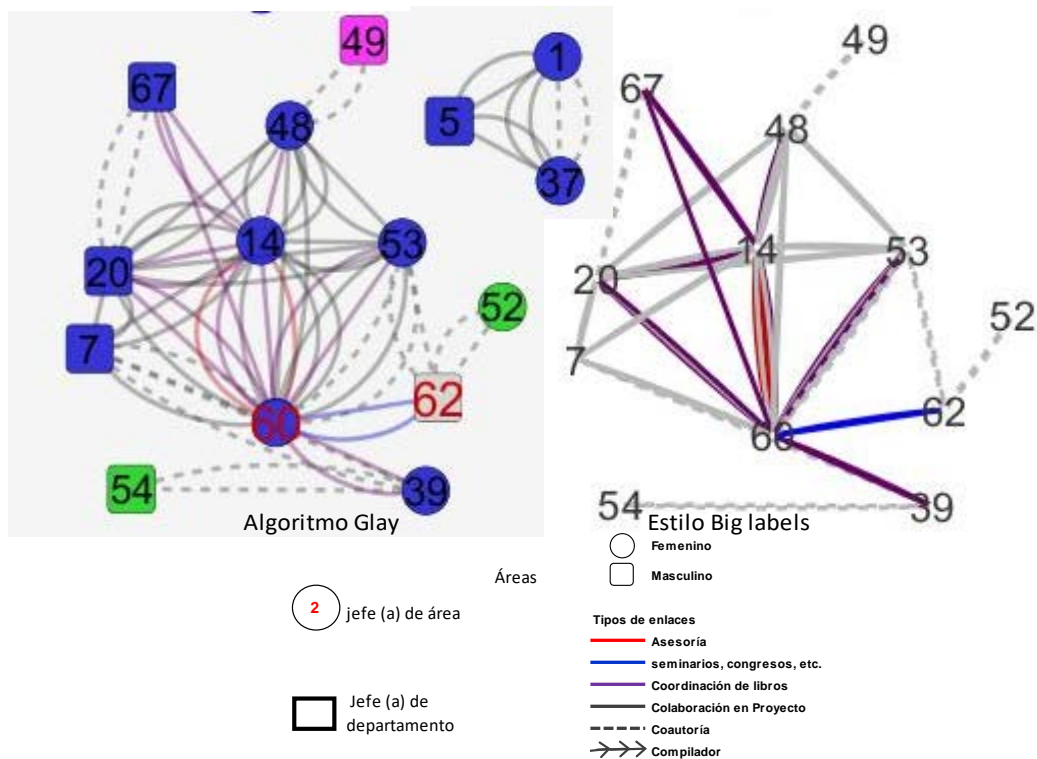 49
67
48
1
5
37
14
53
20
52
7
62
60
54
39
Algoritmo Glay
49
67
48
14
53
20
52
7
62
60
54
39
Estilo Big labels
Femenino
Masculino
Áreas
2
jefe (a) de área
Jefe (a) de
departamento
Tipos de enlaces
Asesoría
seminarios, congresos, etc.
Coordinación de libros
Colaboración en Proyecto
Coautoría
Compilador